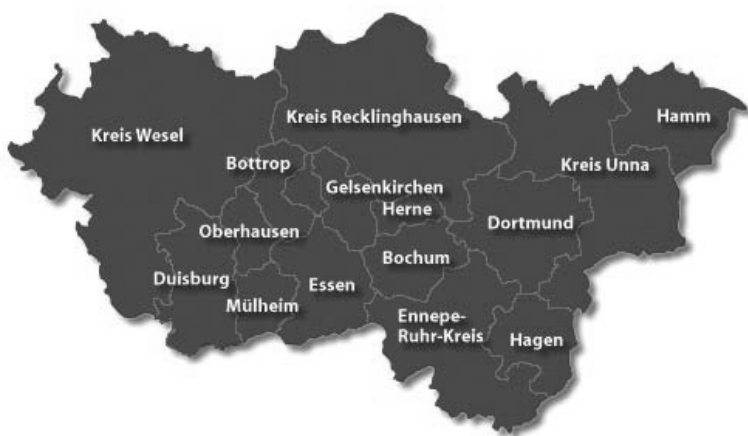 Kreis Recklinghausen
Hamm
Kreis Wesel
Bottrop
Kreis Unna
Gelsenkirchen
Herne
Dortmund
Oberhausen
Bochum
Duisburg
Essen
Mülheim
Ennepe-
Ruhr-Kreis
Hagen